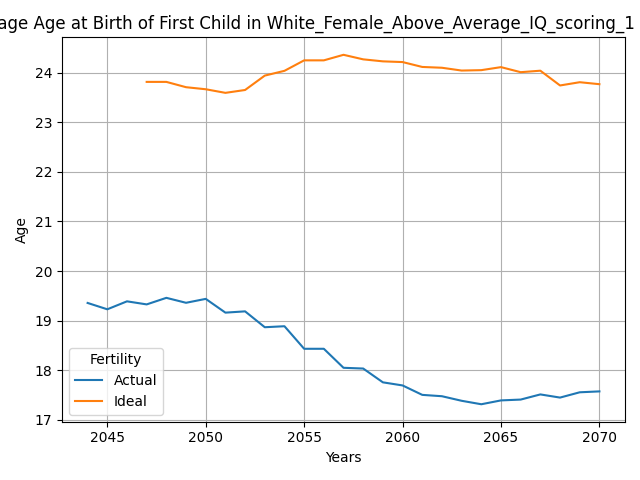 age Age at Birth of First Child in White_Female_Above_Average_IQ_scoring_1
24
23
22
21
20
19
18
17
Age
Fertility
Actual
Ideal
2045 2050 2055 2060 2065 2070
Years